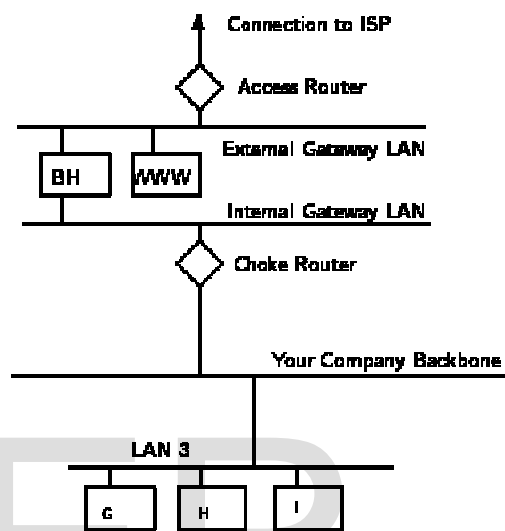 Connection to ISP
Access Router
External Gateway LAN
BH
WWW
Internal Gateway LAN
Choke Router
Your Company Backbone
LAN 3
G
H
I